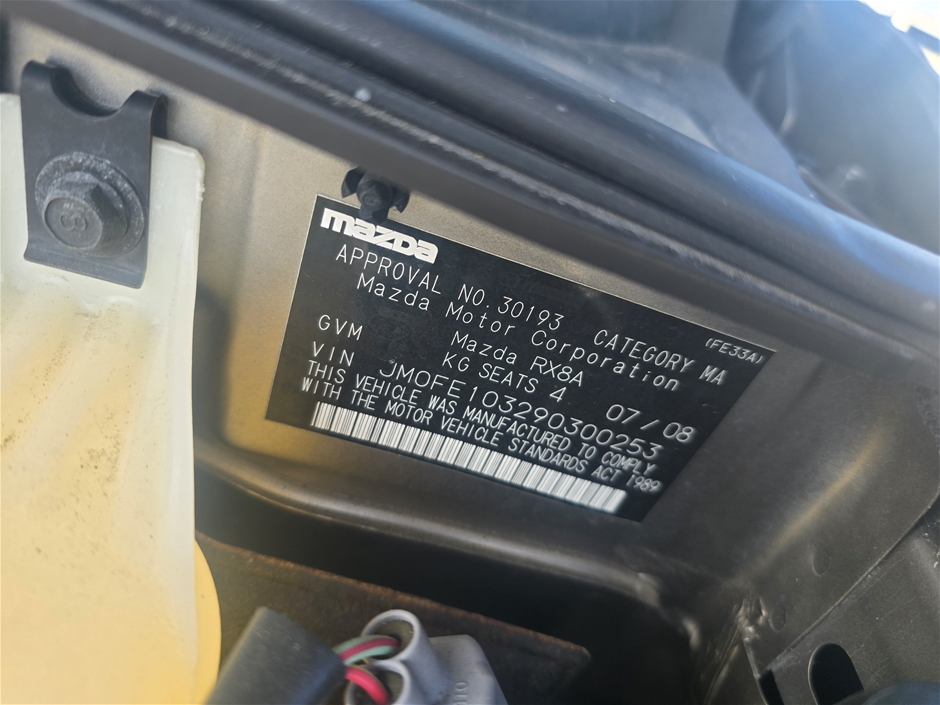 mazda
APPROVAL NO. 30193 CATEGORY MA (FE33A)
Mazda Motor Corporation
Mazda RX8A
GVM KG SEATS 4 07/08
VIN JM0FE103290300253
THIS VEHICLE WAS MANUFACTURED TO COMPLY
WITH THE MOTOR VEHICLE STANDARDS ACT 1989
8